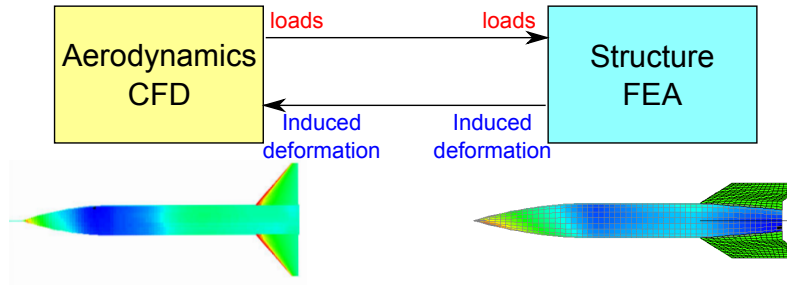 loads loads
Aerodynamics
CFD
Structure
FEA
Induced
deformation
Induced
deformation